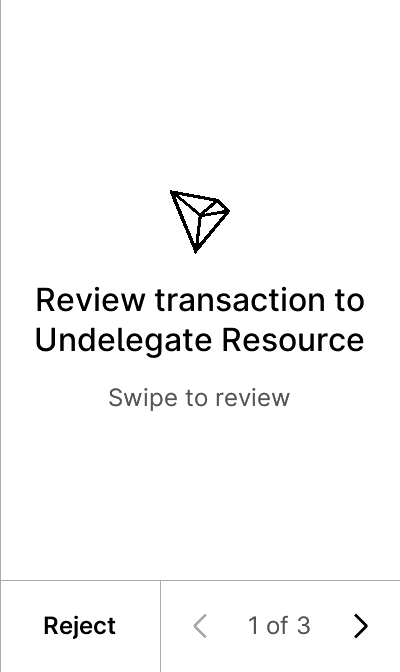 Review transaction to
Undelegate Resource
Swipe to review
Reject
1 of 3